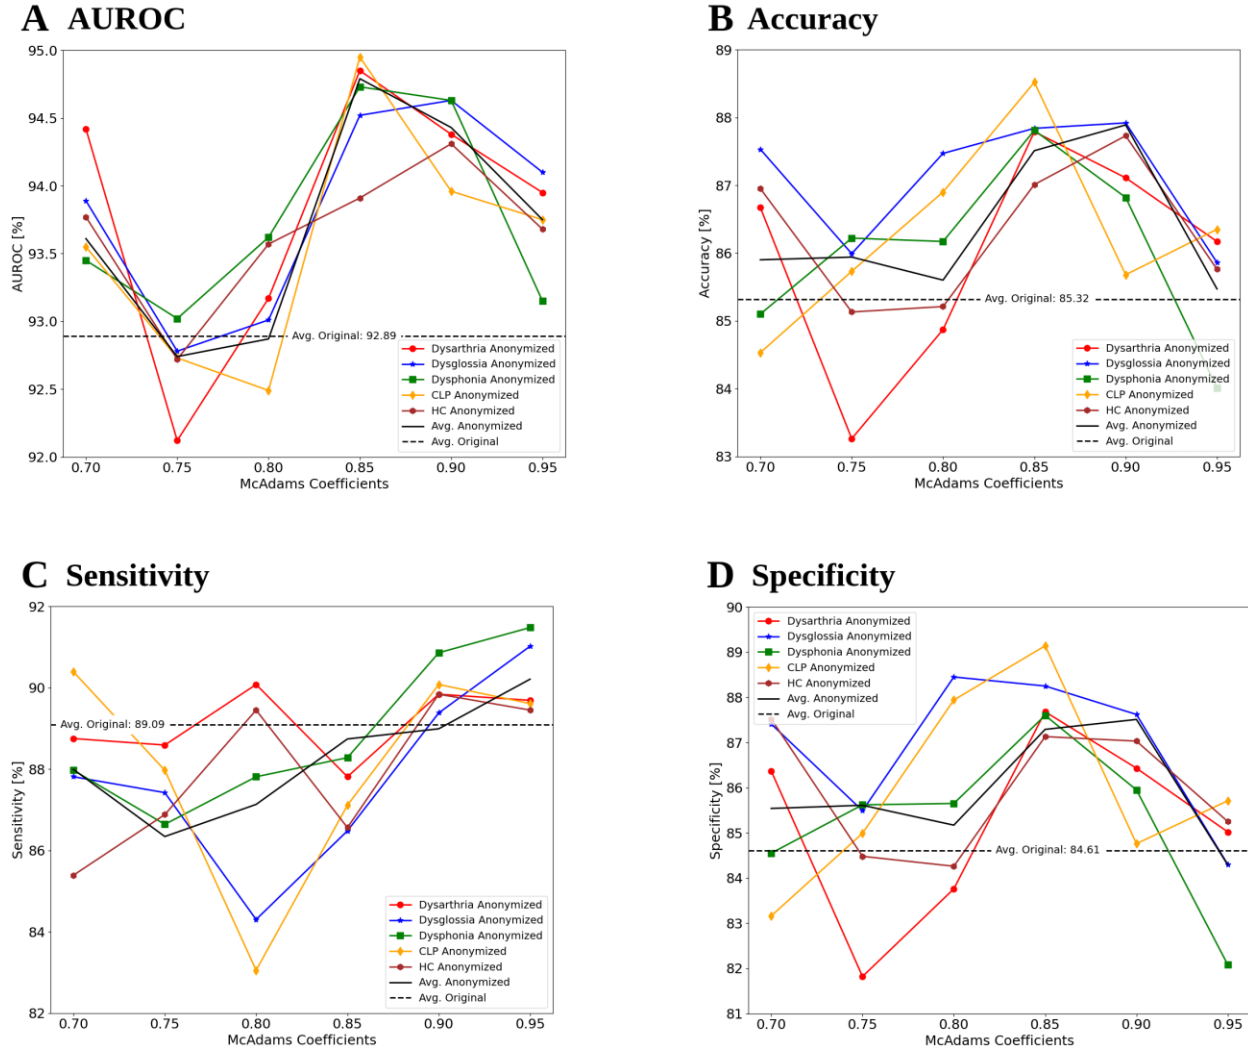 A AUROC
95.0
94.5
94.0
93.5
93.0
92.5
92.0
AUROC [%]
Avg. Original: 92.89
Dysarthria Anonymized
Dysglossia Anonymized
Dysphonia Anonymized
CLP Anonymized
HC Anonymized
Avg. Anonymized
Avg. Original
0.70 0.75 0.80 0.85 0.90 0.95
McAdams Coefficients
B Accuracy
89
88
87
86
85
84
83
Accuracy [%]
Avg. Original: 85.32
Dysarthria Anonymized
Dysglossia Anonymized
Dysphonia Anonymized
CLP Anonymized
HC Anonymized
Avg. Anonymized
Avg. Original
0.70 0.75 0.80 0.85 0.90 0.95
McAdams Coefficients
C Sensitivity
92
90
88
86
84
82
Sensitivity [%]
Avg. Original: 89.09
Dysarthria Anonymized
Dysglossia Anonymized
Dysphonia Anonymized
CLP Anonymized
HC Anonymized
Avg. Anonymized
Avg. Original
0.70 0.75 0.80 0.85 0.90 0.95
McAdams Coefficients
D Specificity
90
89
88
87
86
85
84
83
82
81
Specificity [%]
Dysarthria Anonymized
Dysglossia Anonymized
Dysphonia Anonymized
CLP Anonymized
HC Anonymized
Avg. Anonymized
Avg. Original
Avg. Original: 84.61
0.70 0.75 0.80 0.85 0.90 0.95
McAdams Coefficients